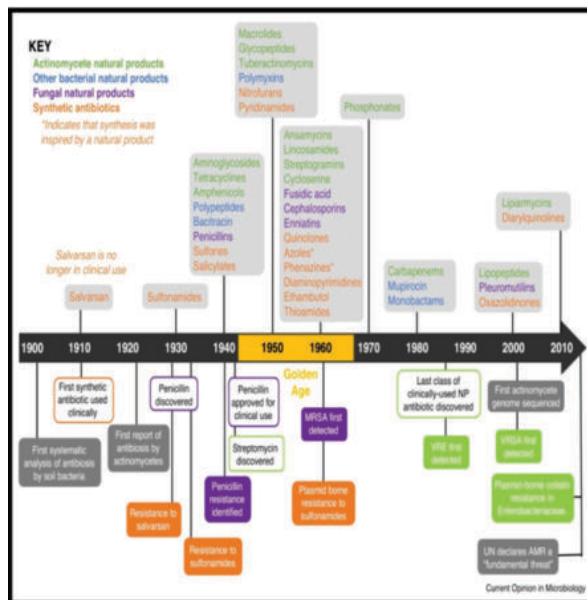 KEY
Actinomycete natural products
Other bacterial natural products
Fungal natural products
Synthetic antibiotics
*Indicates that synthesis was
inspired by a natural product
Salvarsan is no
longer in clinical use
Salvarsan
Sulfonamides
Aminoglycosides
Tetracyclines
Amphenicols
Polypeptides
Bacitracin
Penicillins
Sulfones
Salicylates
Macrolides
Glycopeptides
Tuberactinomycins
Polymyxins
Nitrofurans
Pyridinamides
Ansamycins
Lincosamides
Streptogramins
Cycloserine
Fusidic acid
Cephalosporins
Enniatins
Quinolones
Azoles*
Phenazines*
Diaminopyrimidines
Ethambutol
Thioamides
Phosphonates
Carbapenems
Mupirocin
Monobactams
Lipopeptides
Pleuromutilins
Oxazolidinones
Lipiarmycins
Diarylquinolines
1900 1910 1920 1930 1940 1950 1960 1970 1980 1990 2000 2010
Golden
Age
First systematic
analysis of antibiosis
by soil bacteria
First synthetic
antibiotic used
clinically
First report of
antibiosis by
actinomycetes
Resistance to
salvarsan
Penicillin
discovered
Resistance to
sulfonamides
Penicillin
resistance
identified
Penicillin
approved for
clinical use
Streptomycin
discovered
MRSA first
detected
Plasmid borne
resistance to
sulfonamides
Last class of
clinically-used NP
antibiotic discovered
VRE first
detected
First actinomycete
genome sequenced
VRSA first
detected
Plasmid-borne colistin
resistance in
Enterobacteriaceae
UN declares AMR a
"fundamental threat"
Current Opinion in Microbiology